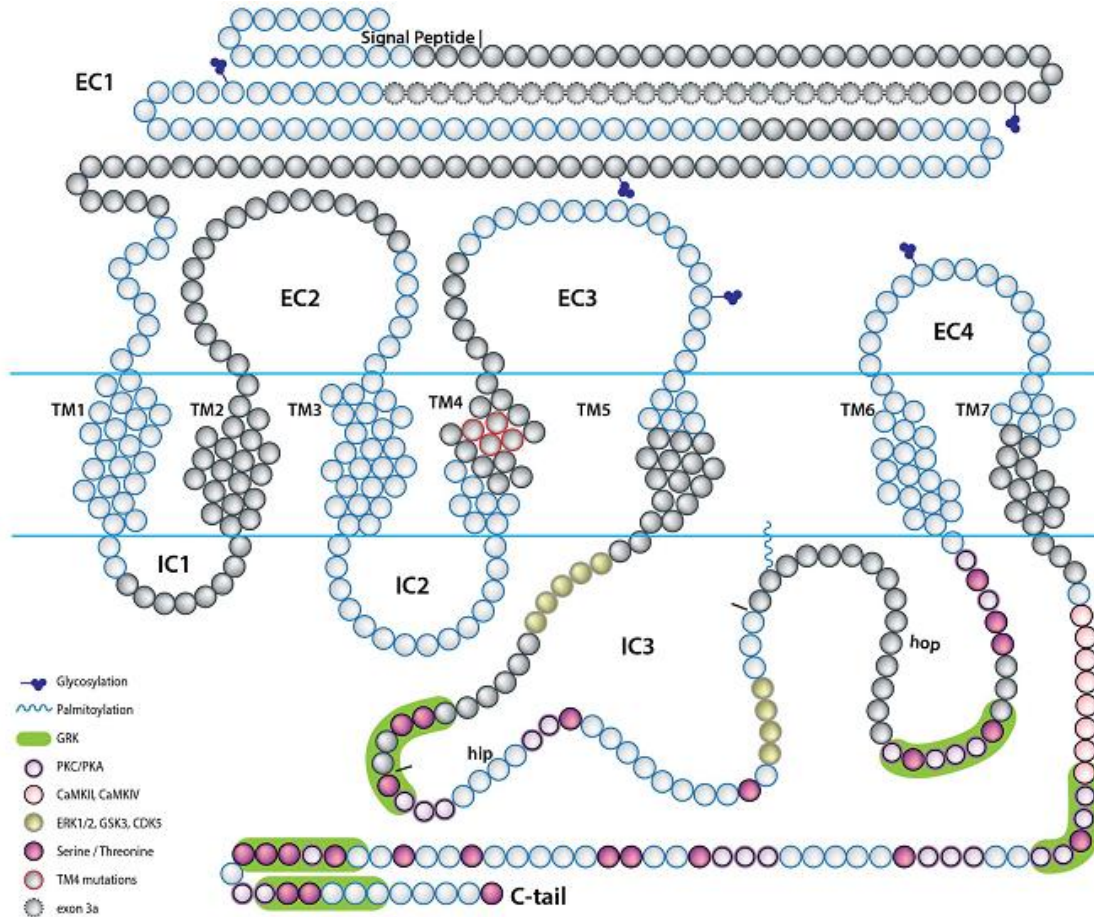 Signal Peptide
EC1
EC2
EC3
EC4
TM1
TM2
TM3
TM4
TM5
TM6
TM7
IC1
IC2
IC3
hop
hlp
Glycosylation
Palmitoylation
GRK
PKC/PKA
CaMKII, CaMKIV
ERK1/2, GSK3, CDK5
Serine / Threonine
TM4 mutations
exon 3a
C-tail